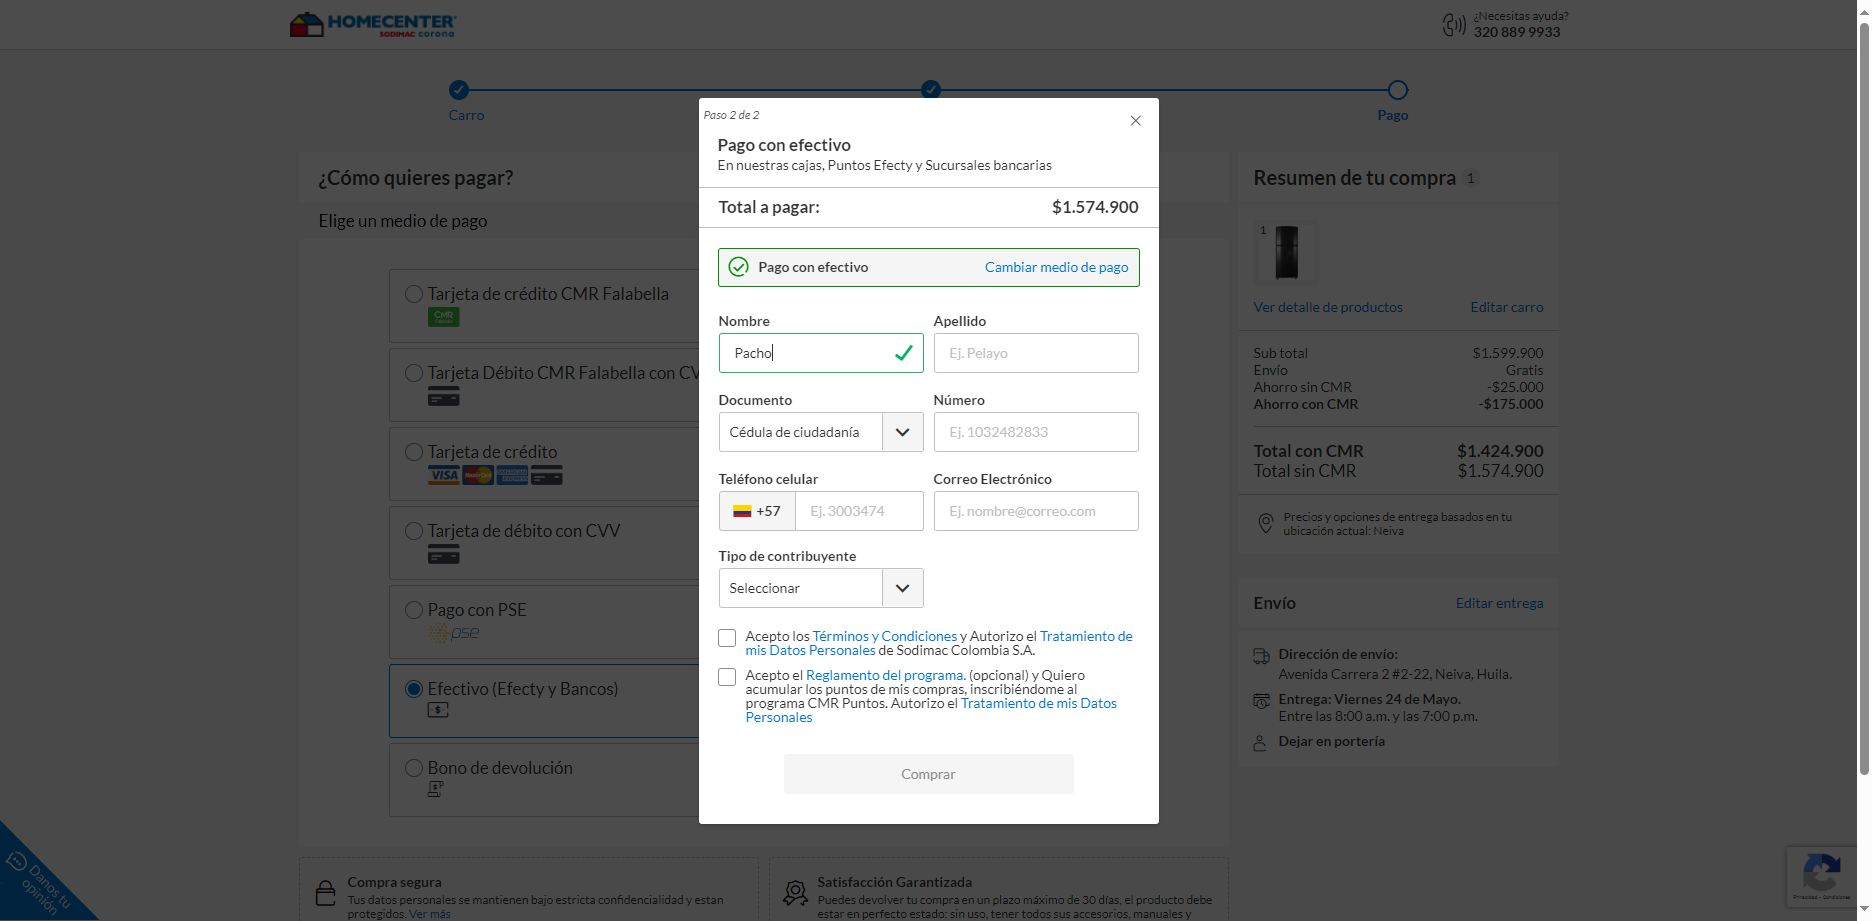 HOMECENTER
SODIMAC corona
¿Necesitas ayuda?
320 889 9933
Carro
Pago
¿Cómo quieres pagar?
Elige un medio de pago
Tarjeta de crédito CMR Falabella
CMR
Tarjeta Débito CMR Falabella con CV
Tarjeta de crédito
VISA
MasterCard
AMERICAN EXPRESS
Tarjeta de débito con CVV
Pago con PSE
pse
Efectivo (Efecty y Bancos)
Bono de devolución
Paso 2 de 2
Pago con efectivo
En nuestras cajas, Puntos Efecty y Sucursales bancarias
Total a pagar: $1.574.900
Pago con efectivo Cambiar medio de pago
Nombre Apellido
Pacho Ej. Pelayo
Documento Número
Cédula de ciudadanía Ej. 1032482833
Teléfono celular Correo Electrónico
+57 Ej. 3003474 Ej. nombre@correo.com
Tipo de contribuyente
Seleccionar
Acepto los Términos y Condiciones y Autorizo el Tratamiento de
mis Datos Personales de Sodimac Colombia S.A.
Acepto el Reglamento del programa. (opcional) y Quiero
acumular los puntos de mis compras, inscribiéndome al
programa CMR Puntos. Autorizo el Tratamiento de mis Datos
Personales
Comprar
Resumen de tu compra 1
1
Ver detalle de productos Editar carro
Sub total $1.599.900
Envío Gratis
Ahorro sin CMR -$25.000
Ahorro con CMR -$175.000
Total con CMR $1.424.900
Total sin CMR $1.574.900
Precios y opciones de entrega basados en tu
ubicación actual: Neiva
Envío Editar entrega
Dirección de envío:
Avenida Carrera 2 #2-22, Neiva, Huila.
Entrega: Viernes 24 de Mayo.
Entre las 8:00 a.m. y las 7:00 p.m.
Dejar en portería
Danos tu
opinión
Compra segura
Tus datos personales se mantienen bajo estricta confidencialidad y estan
protegidos. Ver más
Satisfacción Garantizada
Puedes devolver tu compra en un plazo máximo de 30 días, el producto debe
estar en perfecto estado: sin uso, tener todos sus accesorios, manuales y
Privacidad - Condiciones